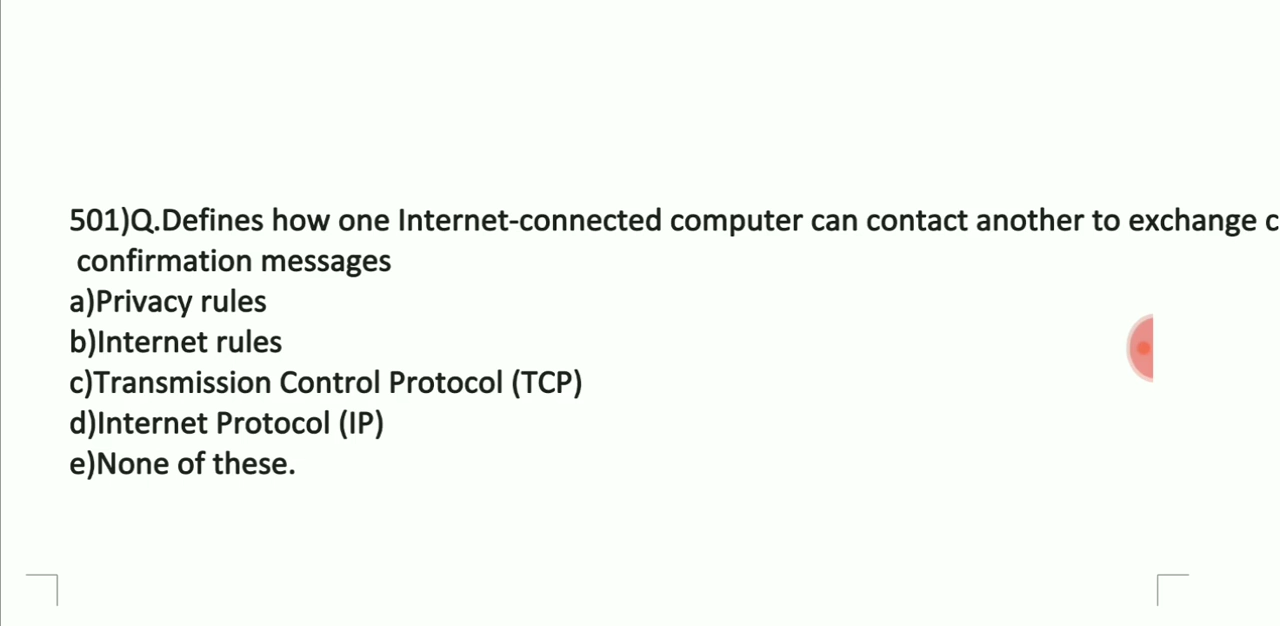 501)Q.Defines how one Internet-connected computer can contact another to exchange
confirmation messages
a)Privacy rules
b)Internet rules
c)Transmission Control Protocol (TCP)
d)Internet Protocol (IP)
e)None of these.